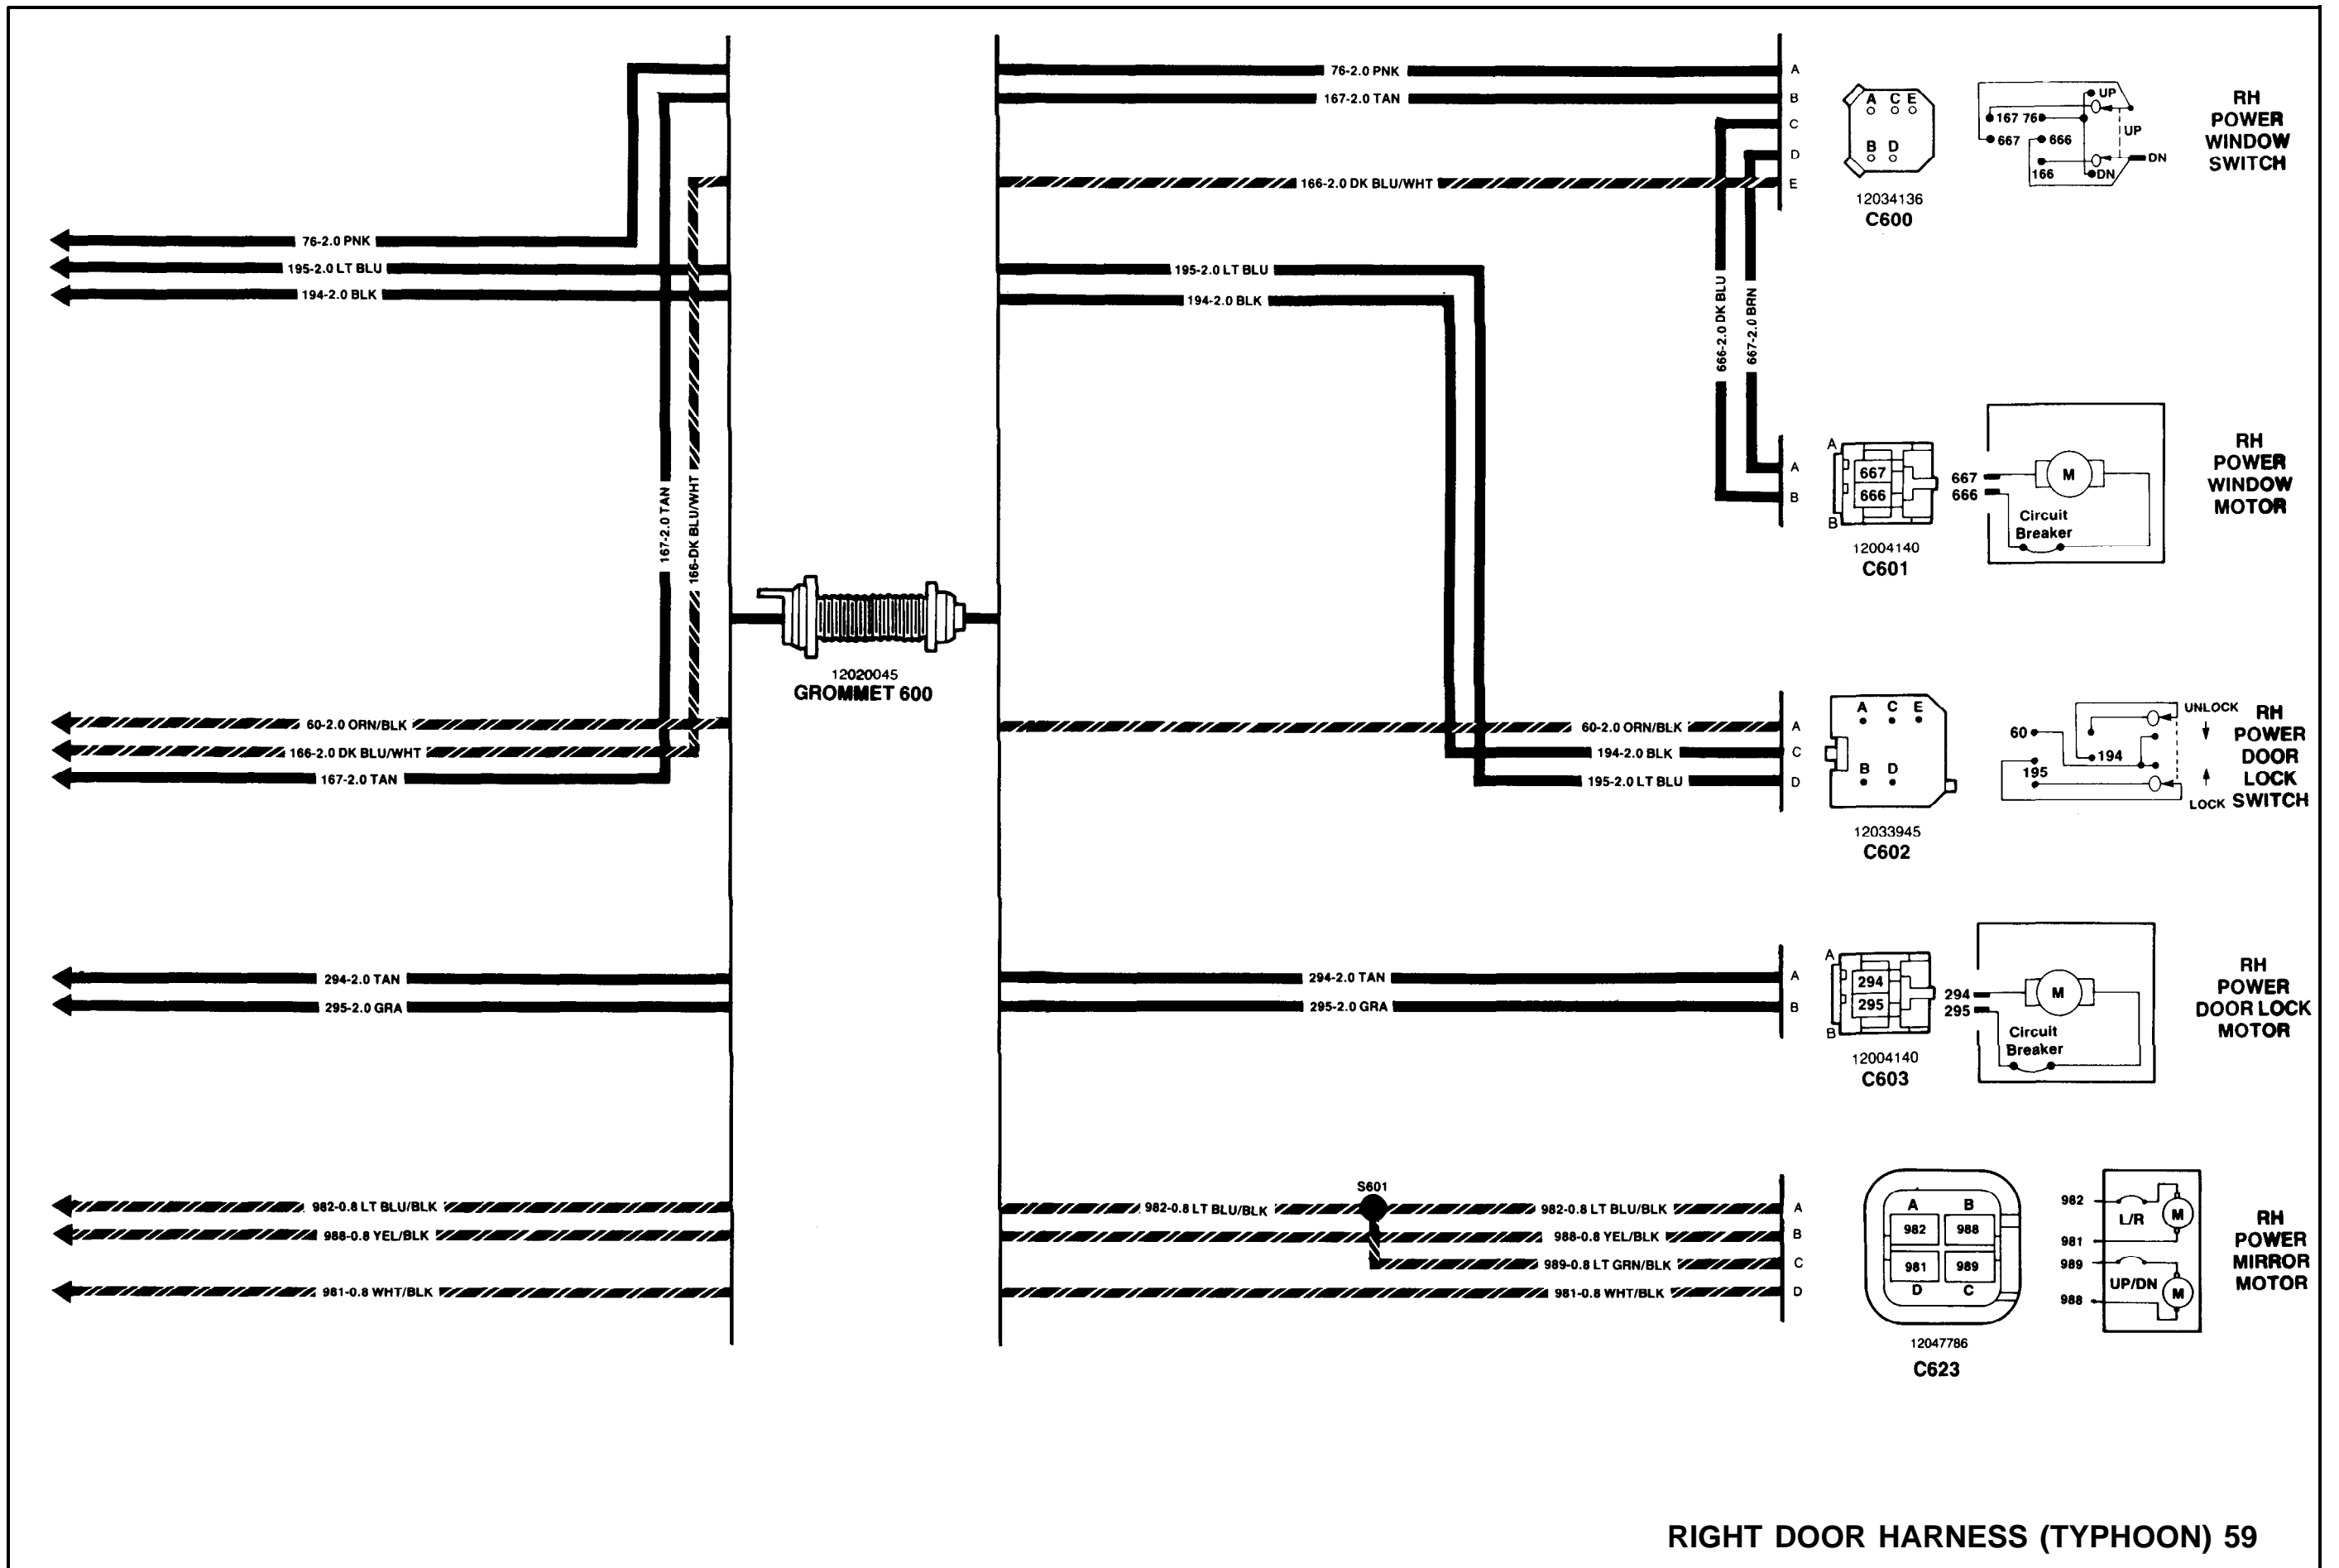 76-2.0 PNK
195-2.0 LT BLU
194-2.0 BLK
167-2.0 TAN
166-DK BLU/WHT
60-2.0 ORN/BLK
166-2.0 DK BLU/WHT
167-2.0 TAN
294-2.0 TAN
295-2.0 GRA
982-0.8 LT BLU/BLK
988-0.8 YEL/BLK
981-0.8 WHT/BLK
12020045
GROMMET 600
76-2.0 PNK A
167-2.0 TAN B
C
D
166-2.0 DK BLU/WHT E
195-2.0 LT BLU
194-2.0 BLK
666-2.0 DK BLU
667-2.0 BRN
A C E
B D
12034136
C600
UP
167 76
UP
667 666
DN
166 DN
RH
POWER
WINDOW
SWITCH
A
B
A
667
666
B
12004140
C601
667
666
M
Circuit
Breaker
RH
POWER
WINDOW
MOTOR
60-2.0 ORN/BLK A
194-2.0 BLK C
195-2.0 LT BLU D
A C E
B D
12033945
C602
UNLOCK
60
194
195
LOCK
RH
POWER
DOOR
LOCK
SWITCH
294-2.0 TAN A
295-2.0 GRA B
A
294
295
B
12004140
C603
294
295
M
Circuit
Breaker
RH
POWER
DOOR LOCK
MOTOR
S601
982-0.8 LT BLU/BLK 982-0.8 LT BLU/BLK A
988-0.8 YEL/BLK B
989-0.8 LT GRN/BLK C
981-0.8 WHT/BLK D
A B
982 988
981 989
D C
12047786
C623
982
L/R M
981
989
UP/DN M
988
RH
POWER
MIRROR
MOTOR
RIGHT DOOR HARNESS (TYPHOON) 59